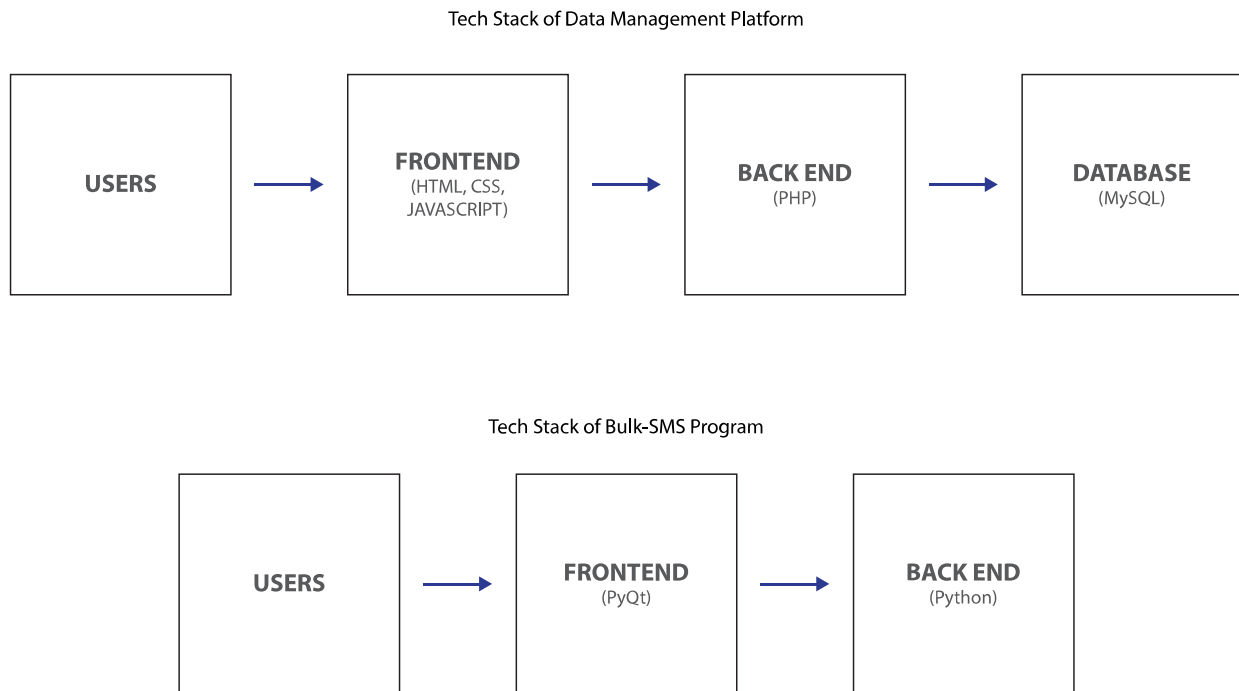 Tech Stack of Data Management Platform
USERS
FRONTEND
(HTML, CSS,
JAVASCRIPT)
BACK END
(PHP)
DATABASE
(MySQL)
Tech Stack of Bulk-SMS Program
USERS
FRONTEND
(PyQt)
BACK END
(Python)